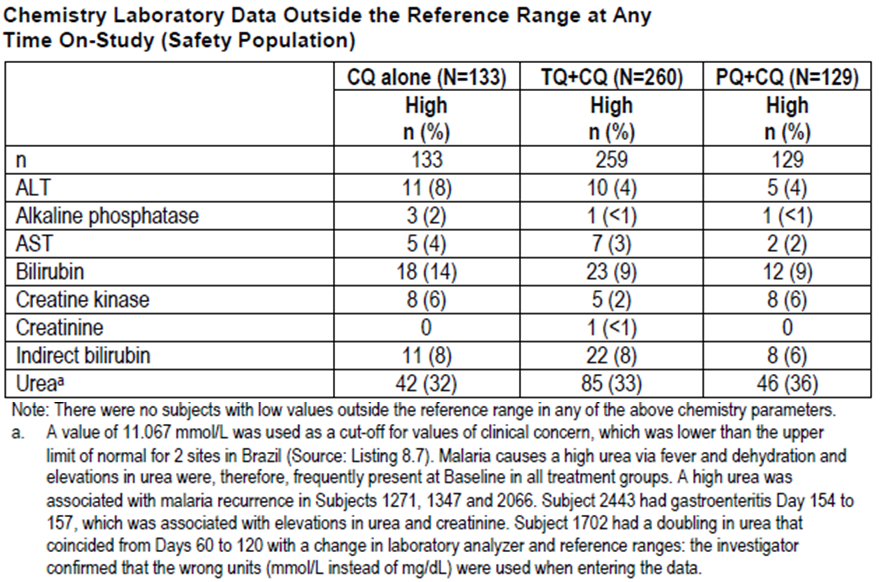 Chemistry Laboratory Data Outside the Reference Range at Any
Time On-Study (Safety Population)
CQ alone (N=133) TQ+CQ (N=260) PQ+CQ (N=129)
High High High
n (%) n (%) n (%)
n 133 259 129
ALT 11 (8) 10 (4) 5 (4)
Alkaline phosphatase 3 (2) 1 (<1) 1 (<1)
AST 5 (4) 7 (3) 2 (2)
Bilirubin 18 (14) 23 (9) 12 (9)
Creatine kinase 8 (6) 5 (2) 8 (6)
Creatinine 0 1 (<1) 0
Indirect bilirubin 11 (8) 22 (8) 8 (6)
Ureaª 42 (32) 85 (33) 46 (36)
Note: There were no subjects with low values outside the reference range in any of the above chemistry parameters.
a. A value of 11.067 mmol/L was used as a cut-off for values of clinical concern, which was lower than the upper
limit of normal for 2 sites in Brazil (Source: Listing 8.7). Malaria causes a high urea via fever and dehydration and
elevations in urea were, therefore, frequently present at Baseline in all treatment groups. A high urea was
associated with malaria recurrence in Subjects 1271, 1347 and 2066. Subject 2443 had gastroenteritis Day 154 to
157, which was associated with elevations in urea and creatinine. Subject 1702 had a doubling in urea that
coincided from Days 60 to 120 with a change in laboratory analyzer and reference ranges: the investigator
confirmed that the wrong units (mmol/L instead of mg/dL) were used when entering the data.